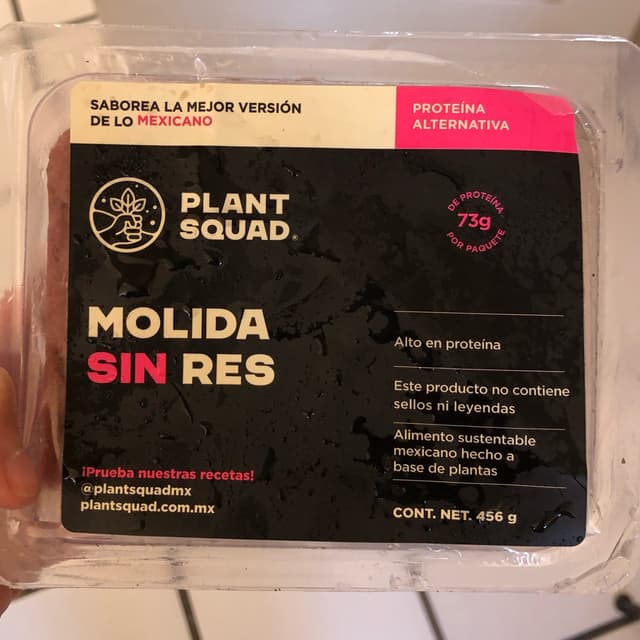 SABOREA LA MEJOR VERSIÓN
DE LO MEXICANO
PROTEÍNA
ALTERNATIVA
PLANT
SQUAD®
DE PROTEÍNA
73g
POR PAQUETE
MOLIDA
SIN RES
Alto en proteína
Este producto no contiene
sellos ni leyendas
Alimento sustentable
mexicano hecho a
base de plantas
¡Prueba nuestras recetas!
@plantsquadmx
plantsquad.com.mx
CONT. NET. 456 g